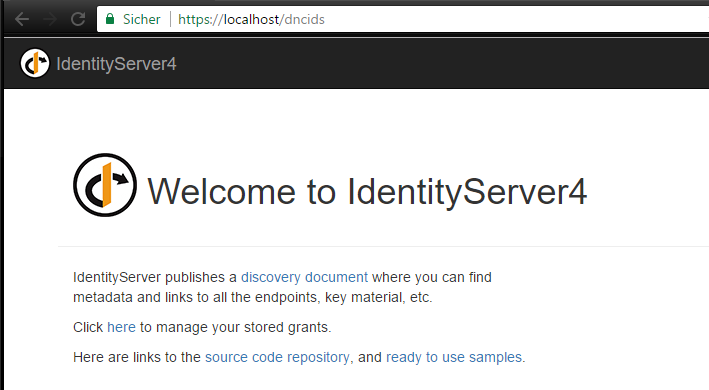 Sicher https://localhost/dncids
IdentityServer4
Welcome to IdentityServer4
IdentityServer publishes a discovery document where you can find
metadata and links to all the endpoints, key material, etc.
Click here to manage your stored grants.
Here are links to the source code repository, and ready to use samples.